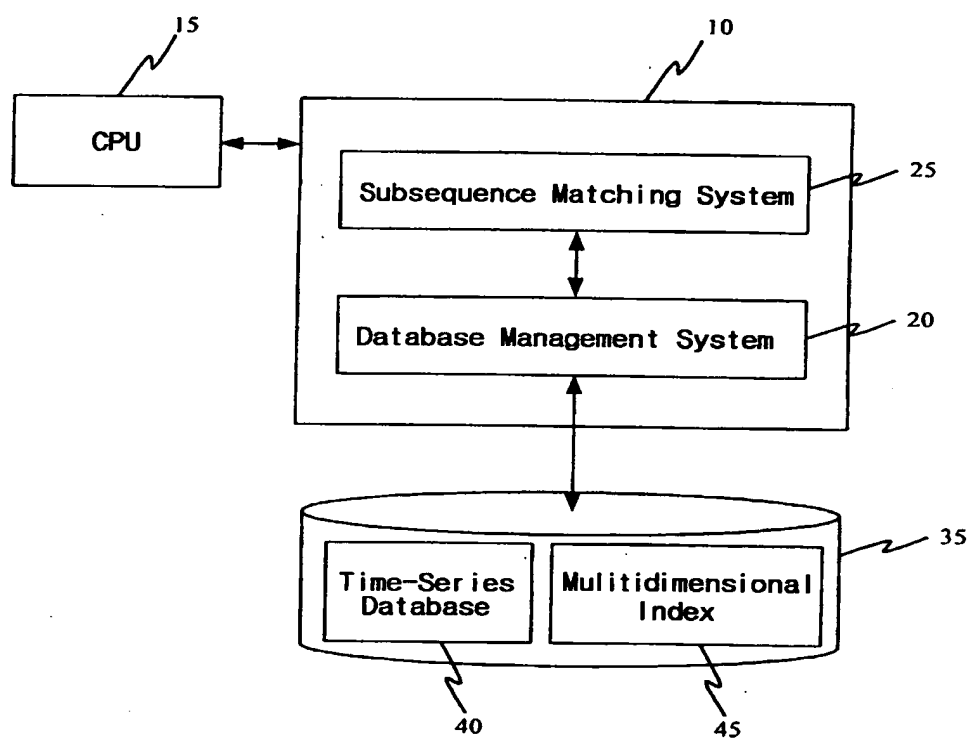 15
10
CPU
Subsequence Matching System
25
Database Management System
20
35
Time-Series
Database
Mulitidimensional
Index
40
45